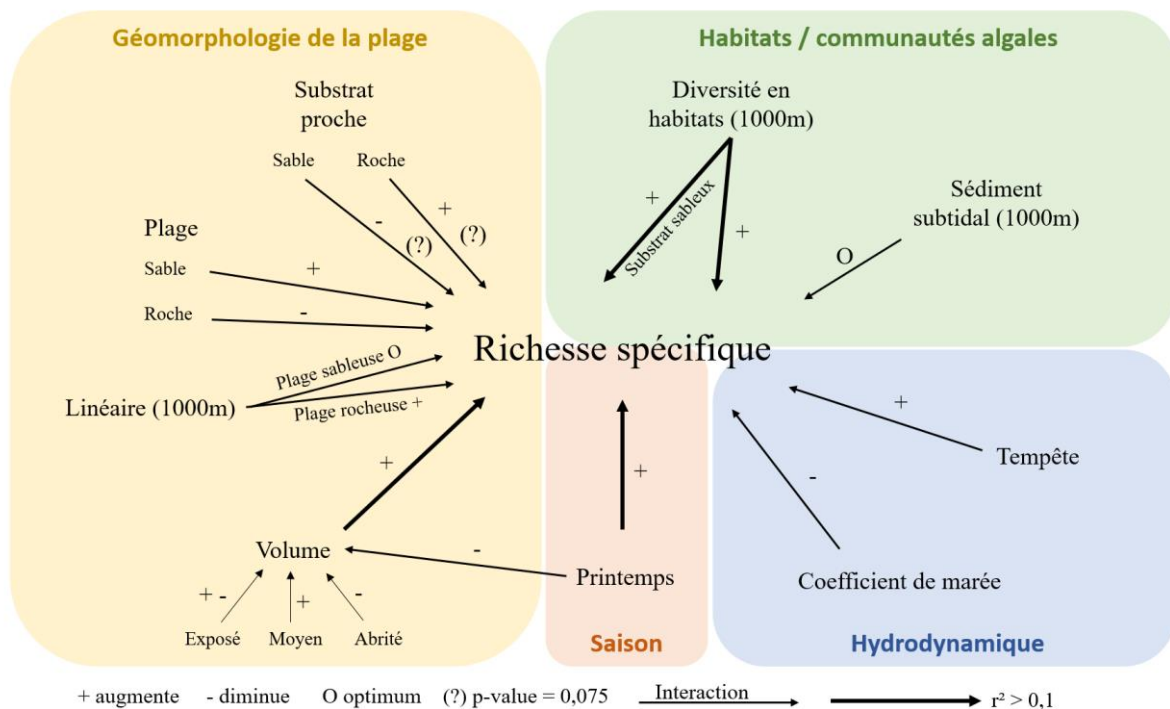 Géomorphologie de la plage
Substrat
proche
Sable
Roche
-
(?)
+
(?)
Plage
Sable
+
Roche
-
Linéaire (1000m)
Plage sableuse O
Plage rocheuse +
+
Volume
+ -
+
-
Exposé
Moyen
Abrité
Habitats / communautés algales
Diversité en
habitats (1000m)
+
Substrat sableux
+
Sédiment
subtidal (1000m)
O
Richesse spécifique
+
-
Printemps
Saison
+
Tempête
-
Coefficient de marée
Hydrodynamique
+ augmente - diminue O optimum (?) p-value = 0,075 Interaction r² > 0,1